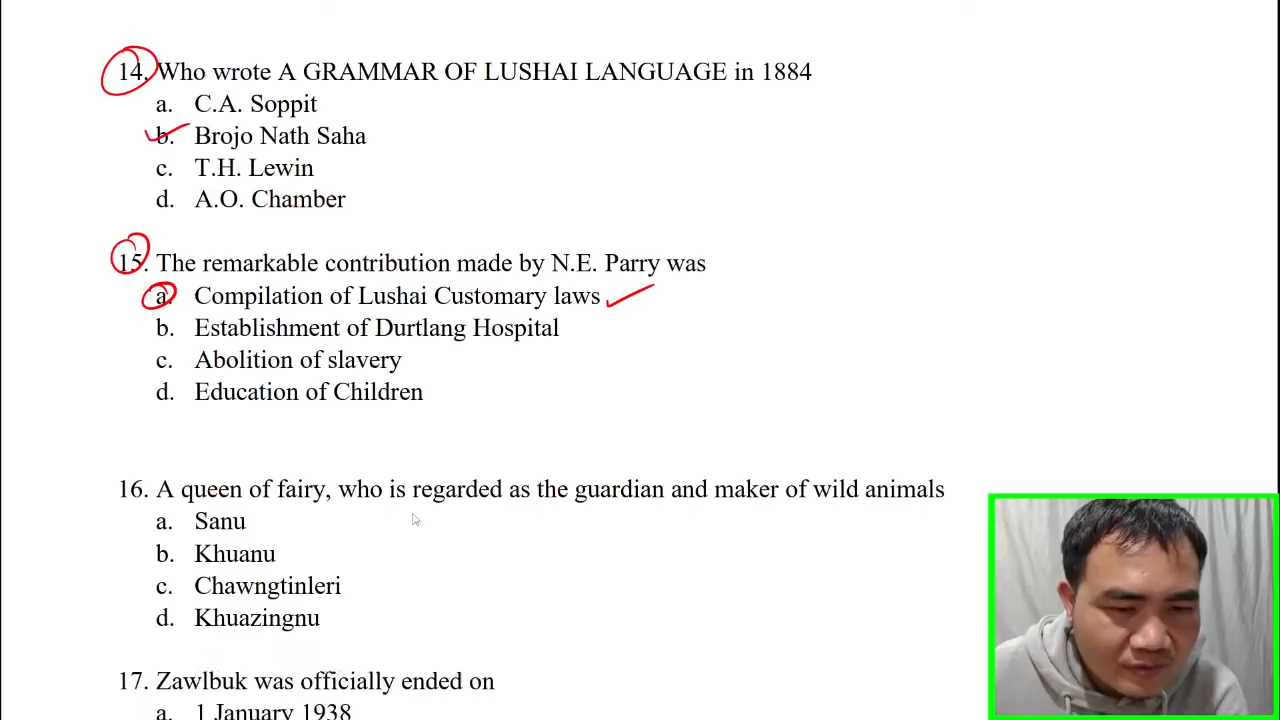 14. Who wrote A GRAMMAR OF LUSHAI LANGUAGE in 1884
a. C.A. Soppit
b. Brojo Nath Saha
c. T.H. Lewin
d. A.O. Chamber
15. The remarkable contribution made by N.E. Parry was
a. Compilation of Lushai Customary laws
b. Establishment of Durtlang Hospital
c. Abolition of slavery
d. Education of Children
16. A queen of fairy, who is regarded as the guardian and maker of wild animals
a. Sanu
b. Khuanu
c. Chawngtinleri
d. Khuazingnu
17. Zawlbuk was officially ended on
a. 1 January 1938